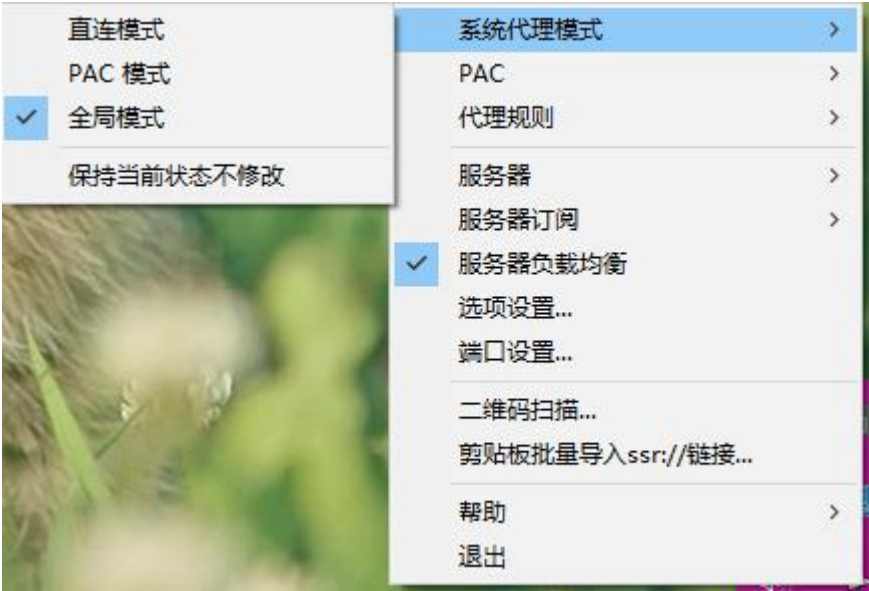 直连模式
PAC 模式
全局模式
保持当前状态不修改
系统代理模式
PAC
代理规则
服务器
服务器订阅
服务器负载均衡
选项设置...
端口设置...
二维码扫描...
剪贴板批量导入ssr://链接...
帮助
退出